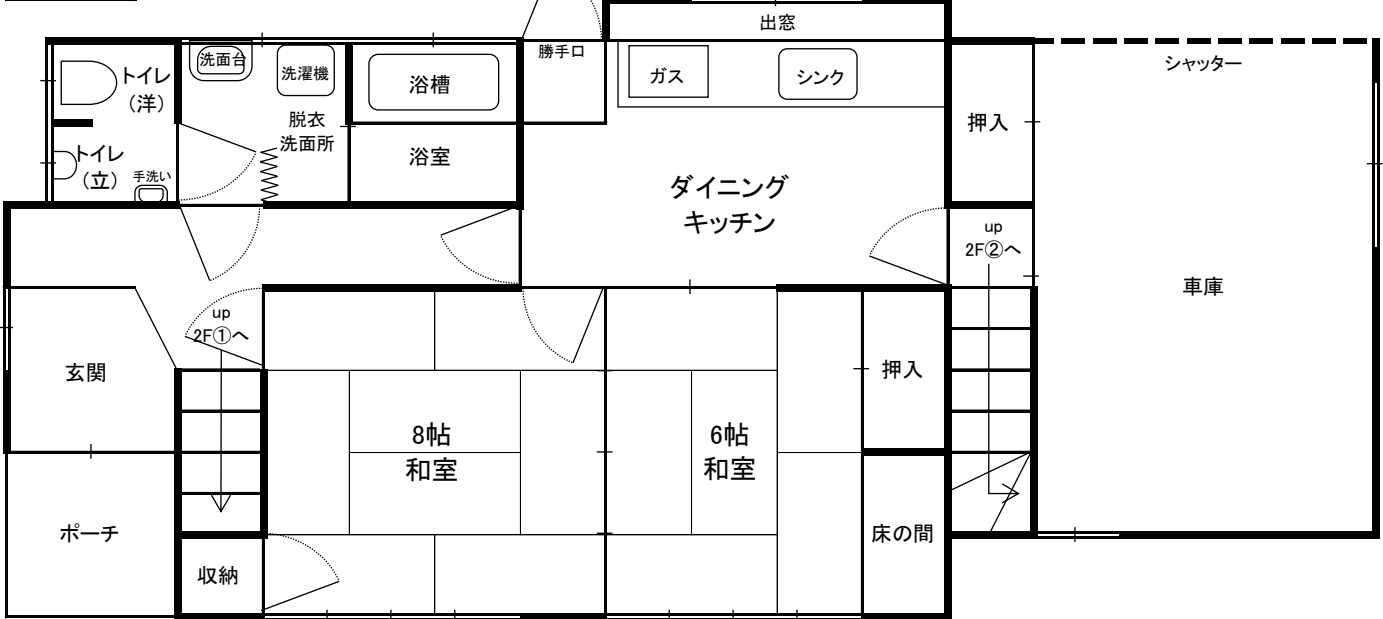 出窓
勝手口
シャッター
洗面台
洗濯機
浴槽
ガス
シンク
トイレ
(洋)
脱衣
洗面所
押入
トイレ
(立)
手洗い
浴室
ダイニング
キッチン
up
2F②へ
車庫
up
2F①へ
玄関
押入
8帖
和室
6帖
和室
ポーチ
床の間
収納